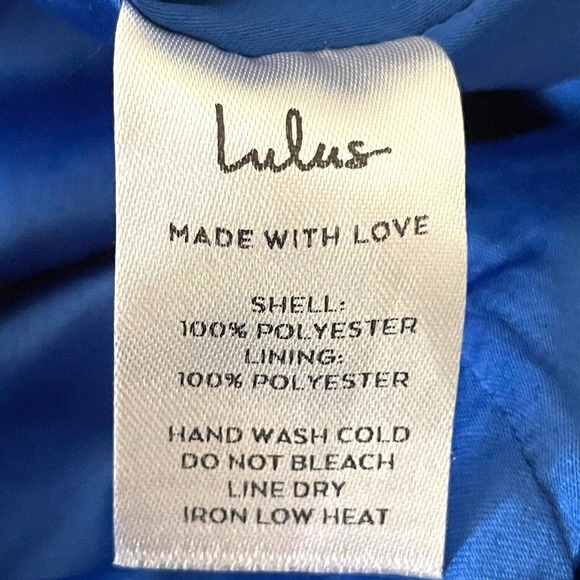 Lulus
MADE WITH LOVE
SHELL:
100% POLYESTER
LINING:
100% POLYESTER
HAND WASH COLD
DO NOT BLEACH
LINE DRY
IRON LOW HEAT